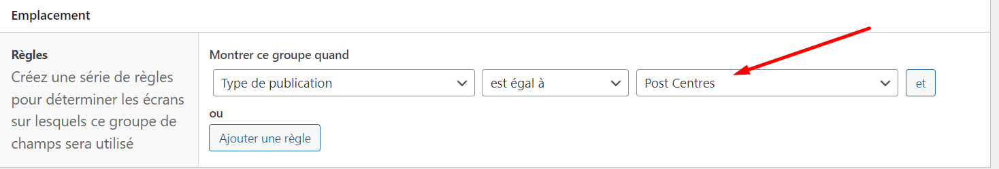 Emplacement
Règles
Créez une série de règles
pour déterminer les écrans
sur lesquels ce groupe de
champs sera utilisé
Montrer ce groupe quand
Type de publication est égal à Post Centres et
ou
Ajouter une règle